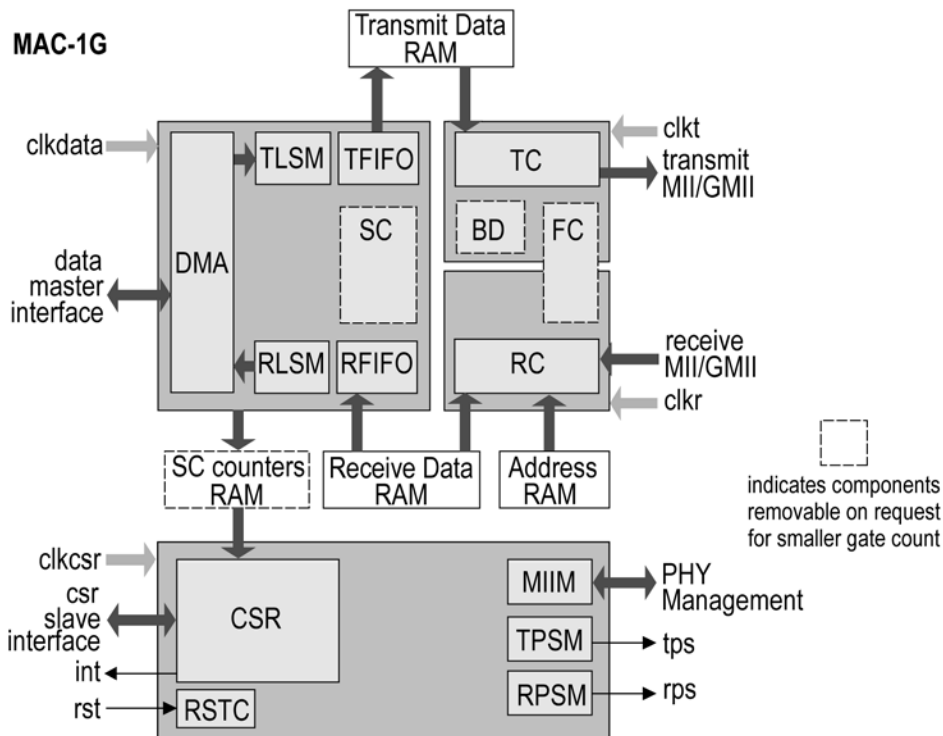 MAC-1G
Transmit Data
RAM
clkdata
TLSM
TFIFO
TC
clkt
transmit
MII/GMII
SC
BD
FC
DMA
data
master
interface
RLSM
RFIFO
RC
receive
MII/GMII
clkr
SC counters
RAM
Receive Data
RAM
Address
RAM
indicates components
removable on request
for smaller gate count
clkcsr
csr
slave
interface
int
rst
CSR
RSTC
MIIM
PHY
Management
TPSM
tps
RPSM
rps